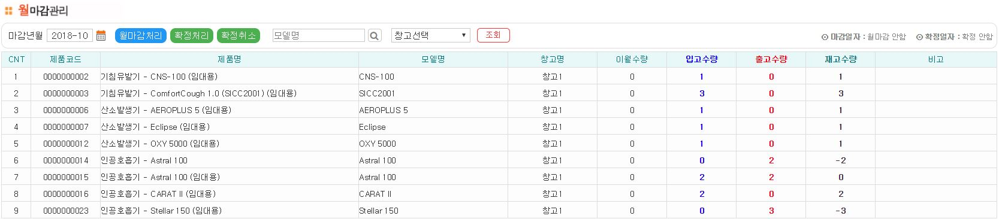 월마감관리
마감년월 2018-10 월마감처리 확정처리 확정취소 모델명 창고선택 조회 마감일자 : 월마감 안함 확정일자 : 확정 안함
CNT 제품코드 제품명 모델명 창고명 이월수량 입고수량 출고수량 재고수량 비고
1 0000000002 기침유발기 - CNS-100 (임대용) CNS-100 창고1 0 1 0 1
2 0000000003 기침유발기 - ComfortCough 1.0 (SICC2001) (임대용) SICC2001 창고1 0 3 0 3
3 0000000006 산소발생기 - AEROPLUS 5 (임대용) AEROPLUS 5 창고1 0 1 0 1
4 0000000007 산소발생기 - Eclipse (임대용) Eclipse 창고1 0 1 0 1
5 0000000012 산소발생기 - OXY 5000 (임대용) OXY 5000 창고1 0 1 0 1
6 0000000014 인공호흡기 - Astral 100 Astral 100 창고1 0 0 2 -2
7 0000000015 인공호흡기 - Astral 100 (임대용) Astral 100 창고1 0 2 2 0
8 0000000016 인공호흡기 - CARAT II (임대용) CARAT II 창고1 0 2 0 2
9 0000000023 인공호흡기 - Stellar 150 (임대용) Stellar 150 창고1 0 0 3 -3